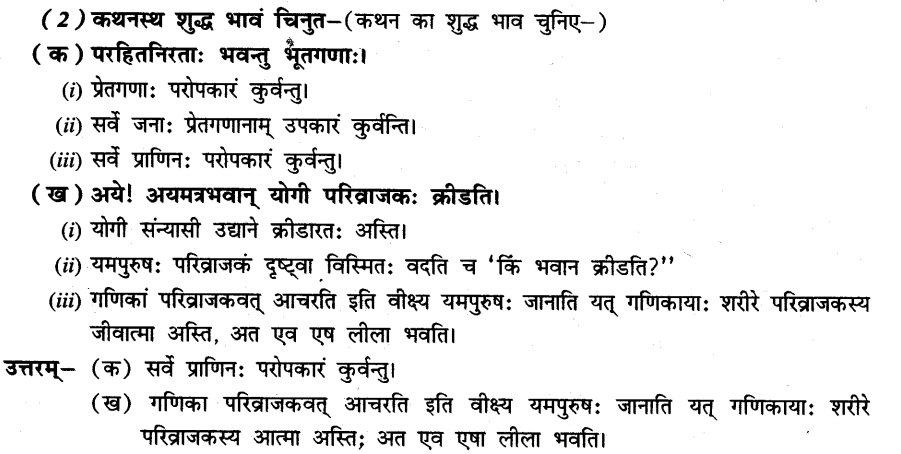 (2) कथनस्थ शुद्ध भावं चिनुत–(कथन का शुद्ध भाव चुनिए–)
(क) परहितनिरताः भवन्तु भूतगणाः।
(i) प्रेतगणाः परोपकारं कुर्वन्तु।
(ii) सर्वे जनाः प्रेतगणानाम् उपकारं कुर्वन्ति।
(iii) सर्वे प्राणिनः परोपकारं कुर्वन्तु।
(ख) अये! अयमत्रभवान् योगी परिव्राजकः क्रीडति।
(i) योगी संन्यासी उद्याने क्रीडारतः अस्ति।
(ii) यमपुरुषः परिव्राजकं दृष्ट्वा विस्मितः वदति च 'किं भवान क्रीडति?''
(iii) गणिकां परिव्राजकवत् आचरति इति वीक्ष्य यमपुरुषः जानाति यत् गणिकायाः शरीरे परिव्राजकस्य
जीवात्मा अस्ति, अत एव एष लीला भवति।
उत्तरम्– (क) सर्वे प्राणिनः परोपकारं कुर्वन्तु।
(ख) गणिका परिव्राजकवत् आचरति इति वीक्ष्य यमपुरुषः जानाति यत् गणिकायाः शरीरे
परिव्राजकस्य आत्मा अस्ति; अत एव एषा लीला भवति।